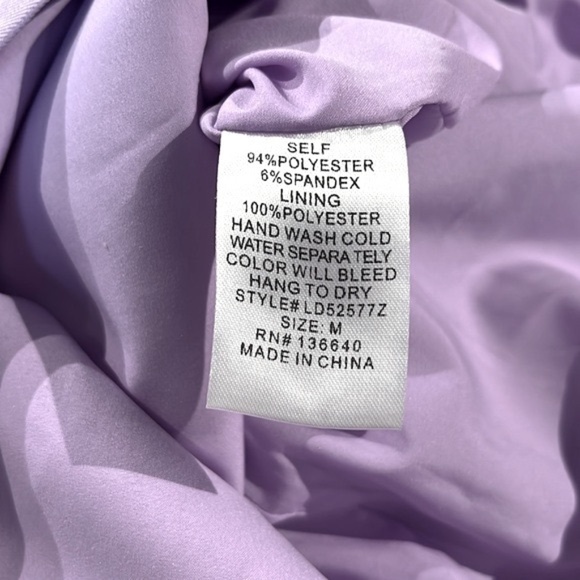 SELF
94%POLYESTER
6%SPANDEX
LINING
100%POLYESTER
HAND WASH COLD
WATER SEPARA TELY
COLOR WILL BLEED
HANG TO DRY
STYLE# LD52577Z
SIZE: M
RN# 136640
MADE IN CHINA